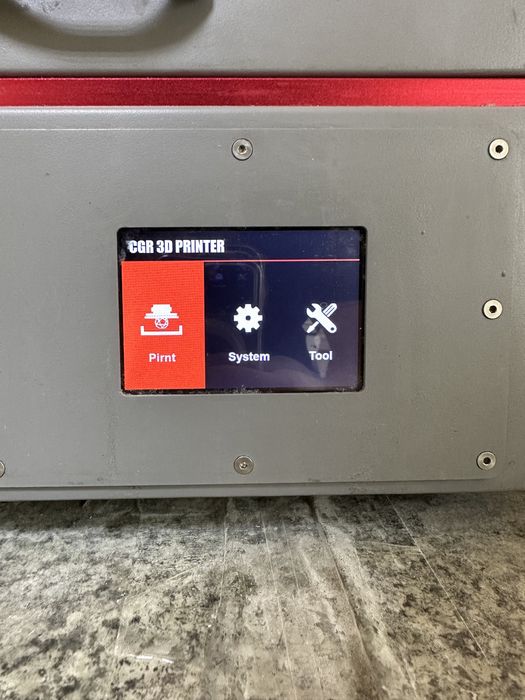 CGR 3D PRINTER
Pirnt
System
Tool